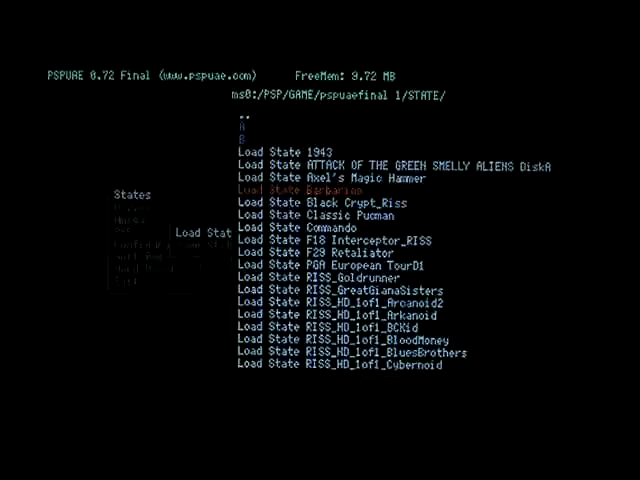 PSPUAE 0.72 Final (www.pspuae.com) FreeMem: 9.72 MB
ms0:/PSP/GAME/pspuaefinal 1/STATE/
..
A
B
Load State 1943
Load State ATTACK OF THE GREEN SMELLY ALIENS DiskA
Load State Axel's Magic Hammer
Load State Barbarian
States
Load State Black Crypt_Riss
Load State Classic Pucman
Load State Commando
Load Stat
Load State F18 Interceptor_RISS
Load State F29 Retaliator
Load State PGA European TourD1
Load State RISS_Goldrunner
Load State RISS_GreatGianaSisters
Load State RISS_HD_1of1_Arcanoid2
Load State RISS_HD_1of1_Arkanoid
Load State RISS_HD_1of1_BCKid
Load State RISS_HD_1of1_BloodMoney
Load State RISS_HD_1of1_BluesBrothers
Load State RISS_HD_1of1_Cybernoid